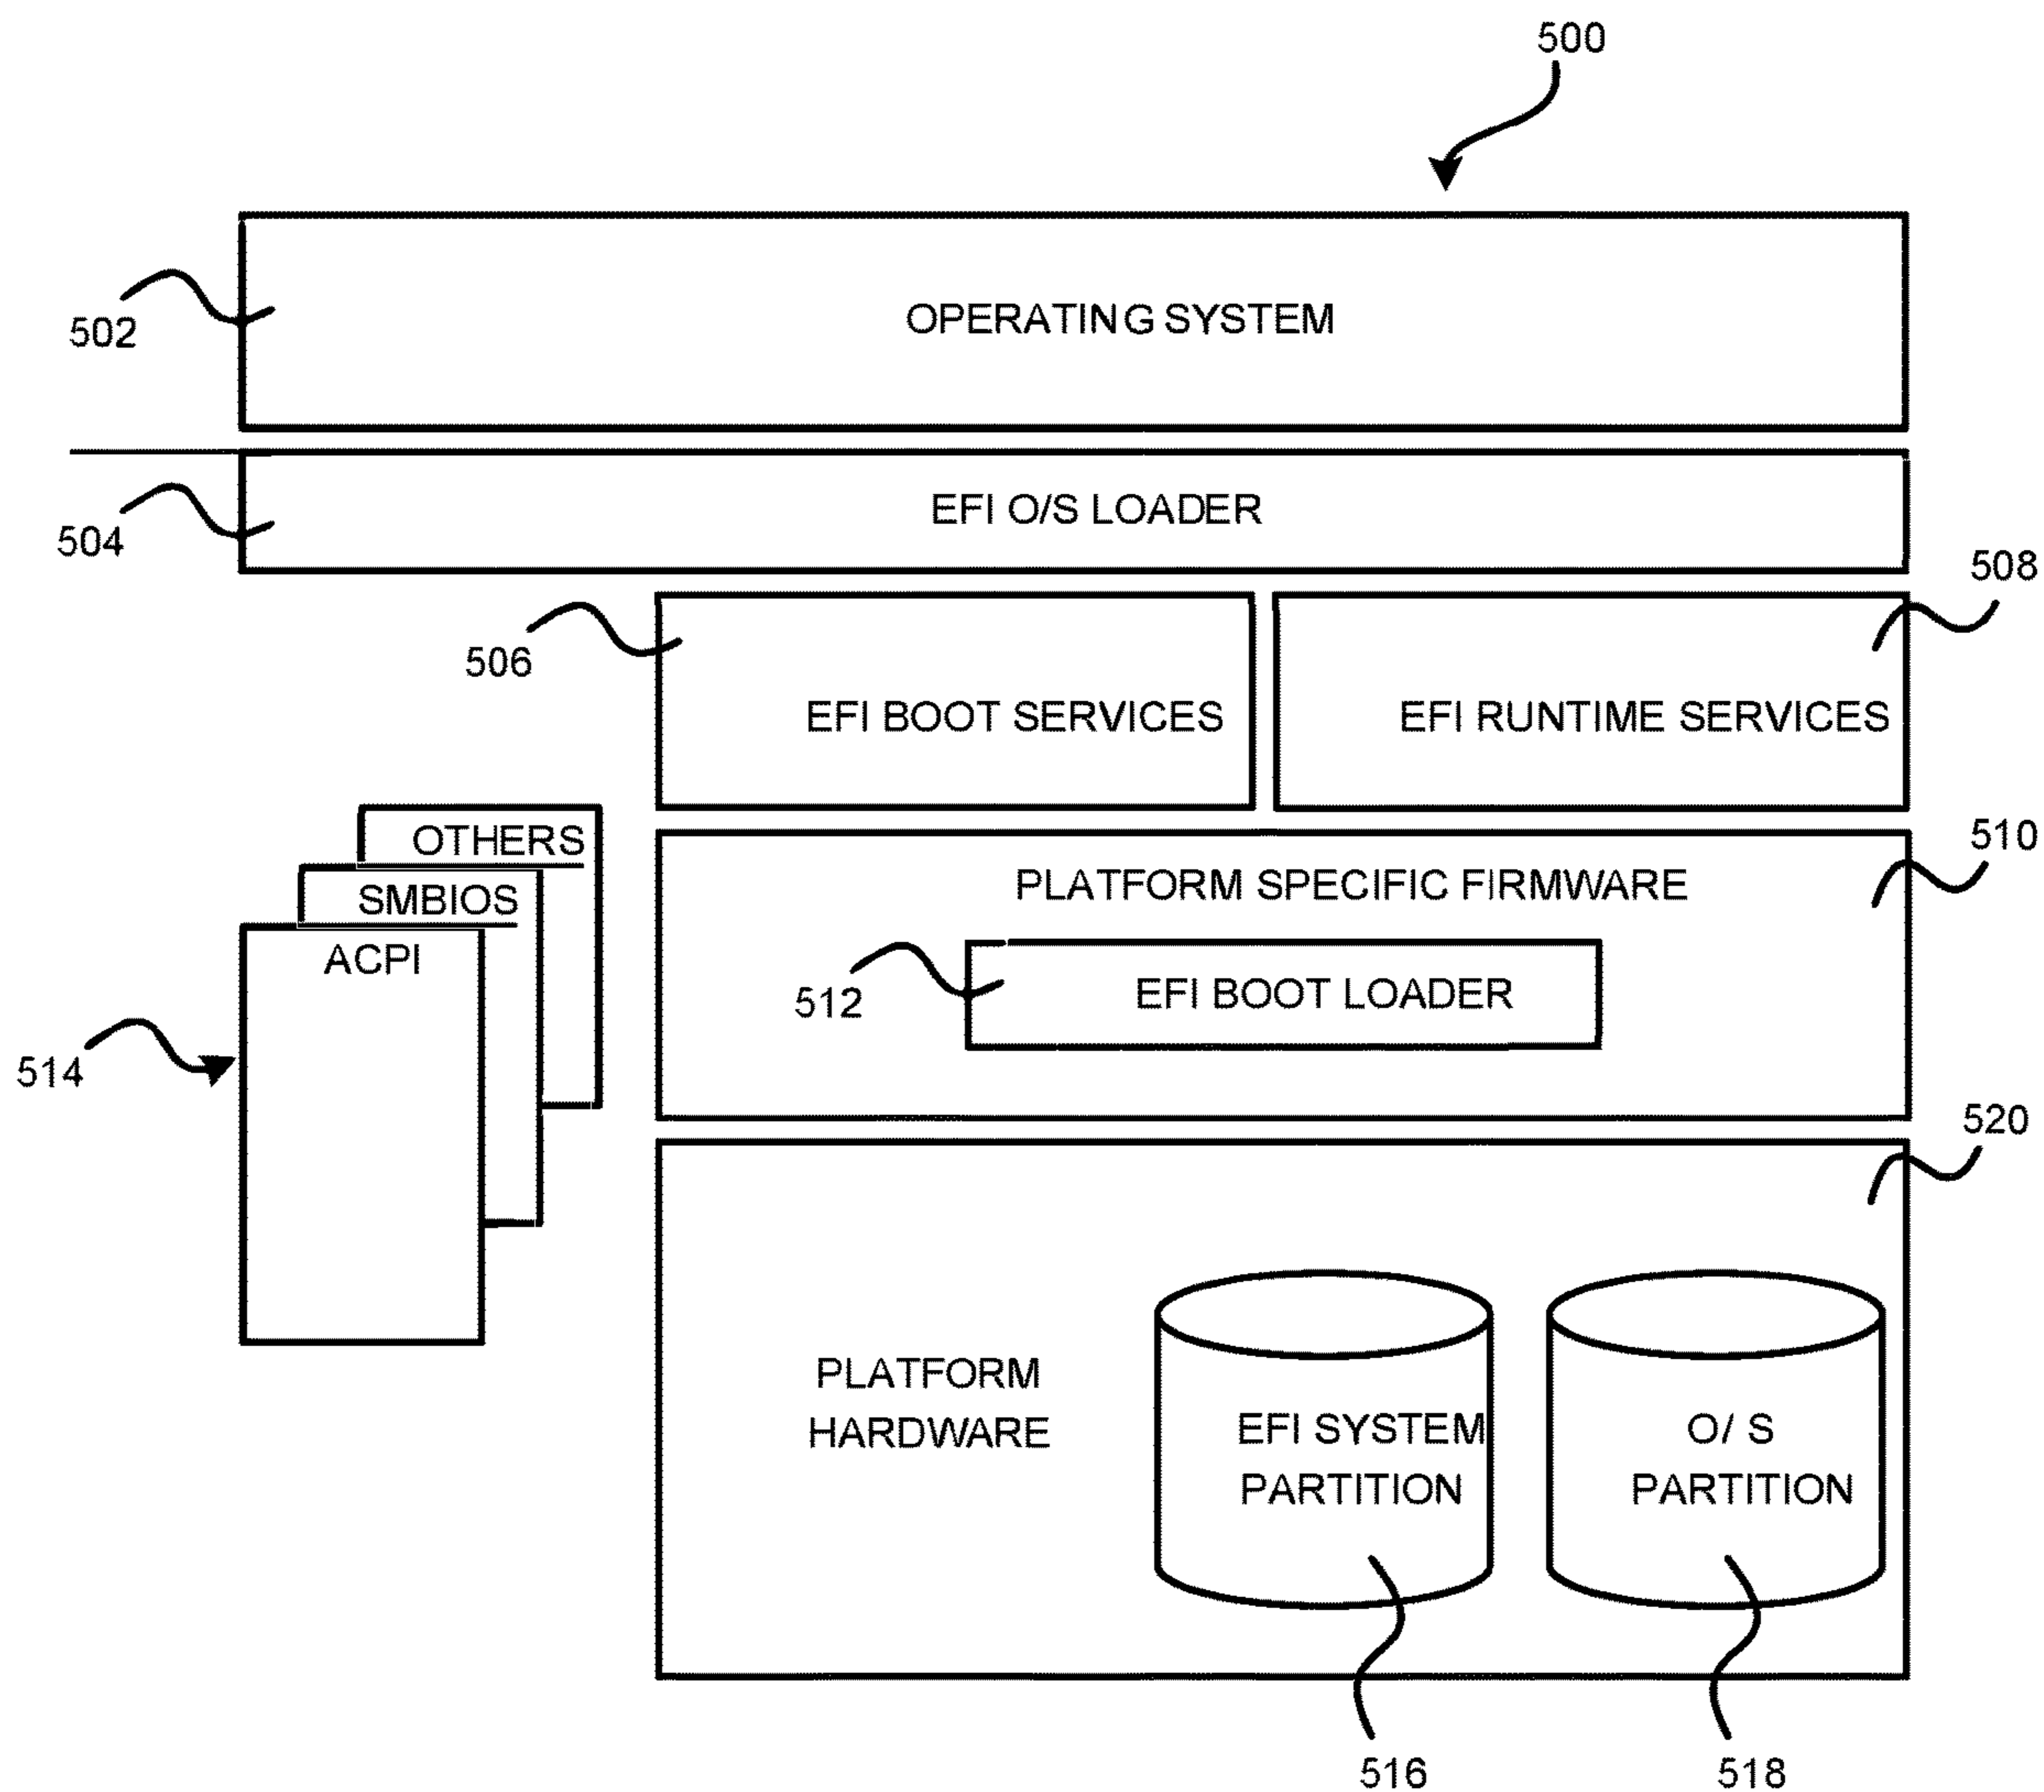 500
OPERATING SYSTEM
502
EFI O/S LOADER
504
508
506
EFI BOOT SERVICES
EFI RUNTIME SERVICES
OTHERS
SMBIOS
ACPI
510
PLATFORM SPECIFIC FIRMWARE
512
EFI BOOT LOADER
514
520
PLATFORM
HARDWARE
EFI SYSTEM
PARTITION
O/ S
PARTITION
516
518